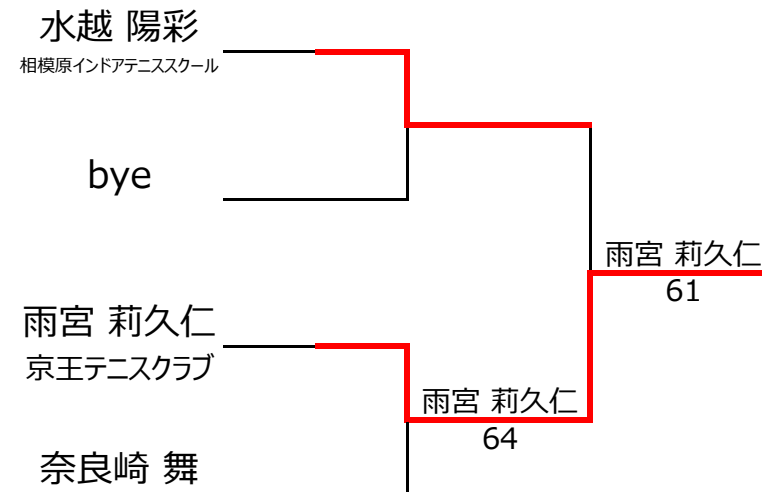 水越 陽彩
相模原インドアテニススクール
bye
雨宮 莉久仁
61
雨宮 莉久仁
京王テニスクラブ
雨宮 莉久仁
64
奈良崎 舞